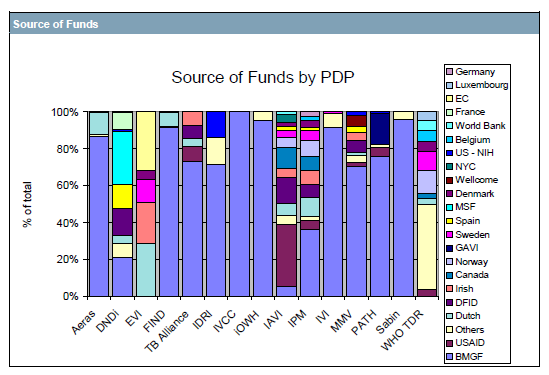 Source of Funds
Source of Funds by PDP
% of total
100%
80%
60%
40%
20%
0%
Aeras
DNDi
EVI
FIND
TB Alliance
IDRI
IVCC
iOWH
IAVI
IPM
IVI
MMV
PATH
Sabin
WHO TDR
Germany
Luxembourg
EC
France
World Bank
Belgium
US - NIH
NYC
Wellcome
Denmark
MSF
Spain
Sweden
GAVI
Norway
Canada
Irish
DFID
Dutch
Others
USAID
BMGF